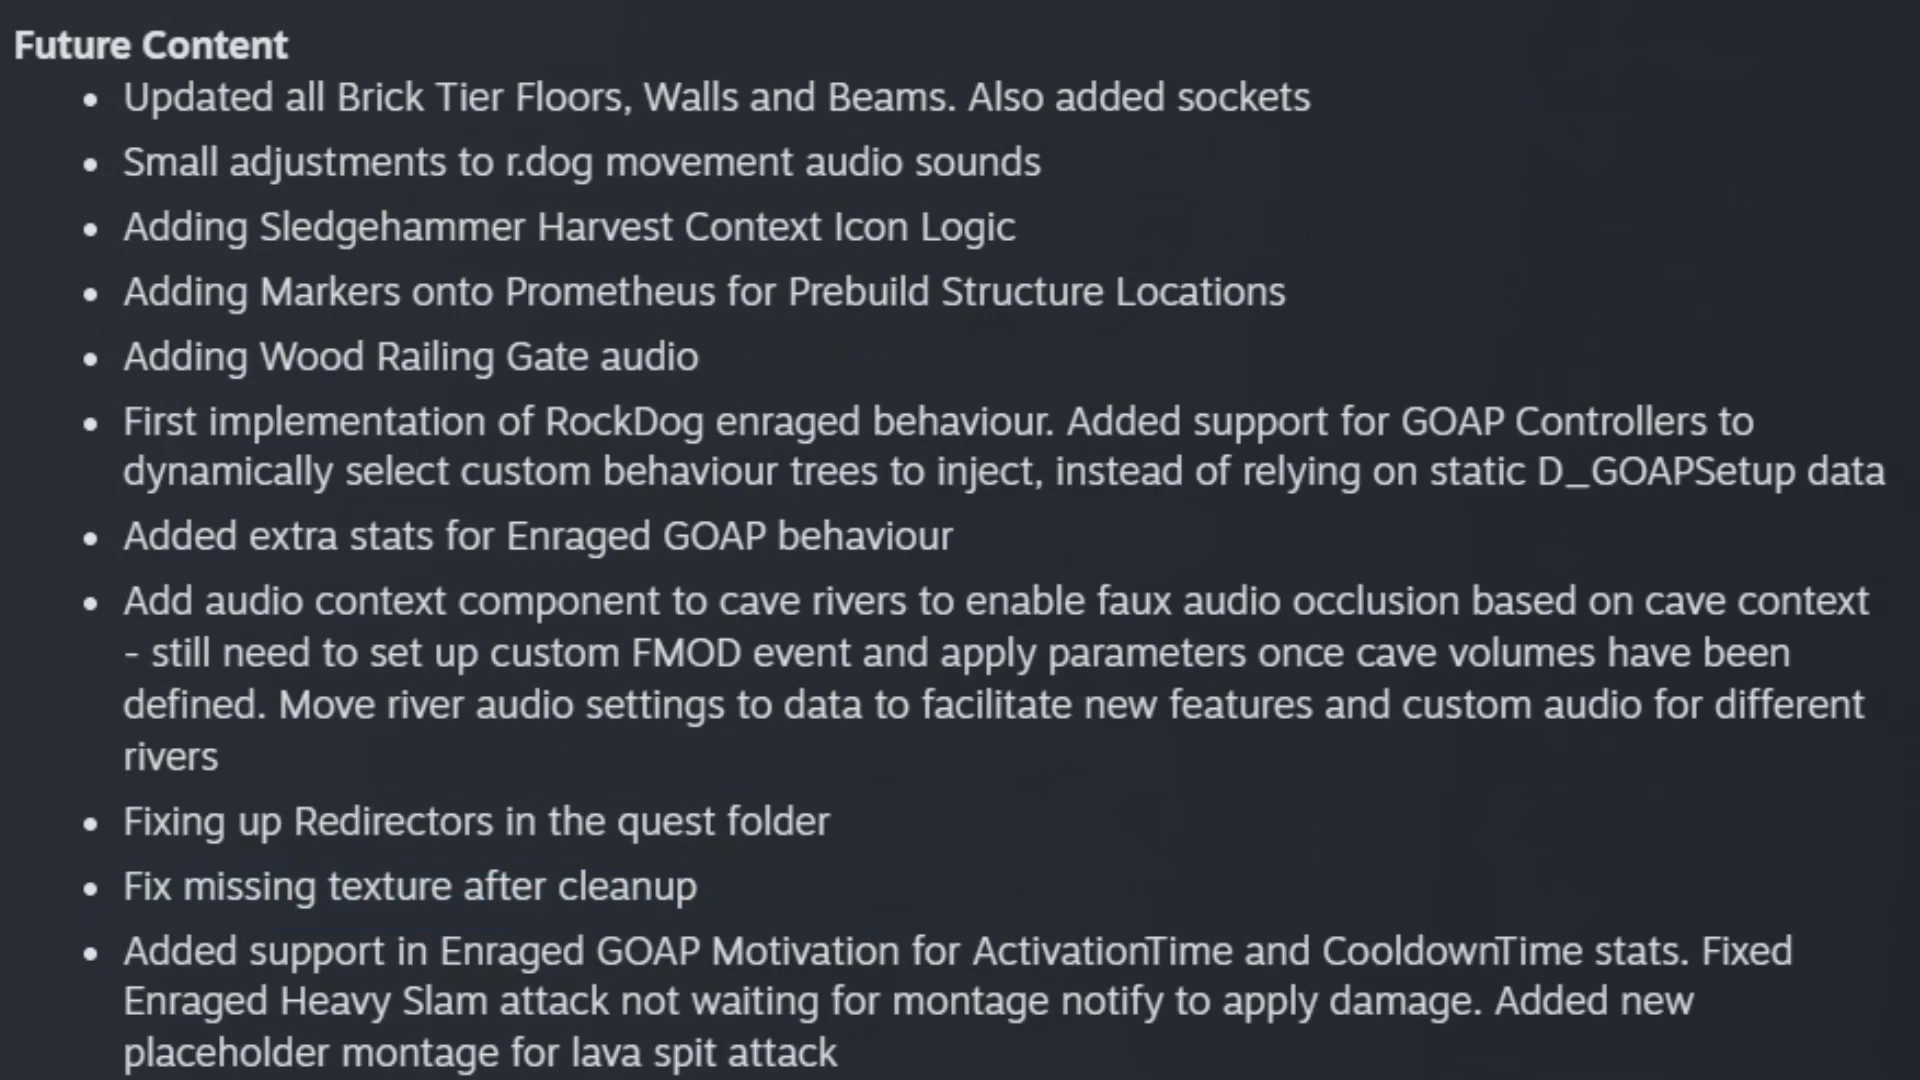 Future Content
• Updated all Brick Tier Floors, Walls and Beams. Also added sockets
• Small adjustments to r.dog movement audio sounds
• Adding Sledgehammer Harvest Context Icon Logic
• Adding Markers onto Prometheus for Prebuild Structure Locations
• Adding Wood Railing Gate audio
• First implementation of RockDog enraged behaviour. Added support for GOAP Controllers to
dynamically select custom behaviour trees to inject, instead of relying on static D_GOAPSetup data
• Added extra stats for Enraged GOAP behaviour
• Add audio context component to cave rivers to enable faux audio occlusion based on cave context
- still need to set up custom FMOD event and apply parameters once cave volumes have been
defined. Move river audio settings to data to facilitate new features and custom audio for different
rivers
• Fixing up Redirectors in the quest folder
• Fix missing texture after cleanup
• Added support in Enraged GOAP Motivation for ActivationTime and CooldownTime stats. Fixed
Enraged Heavy Slam attack not waiting for montage notify to apply damage. Added new
placeholder montage for lava spit attack